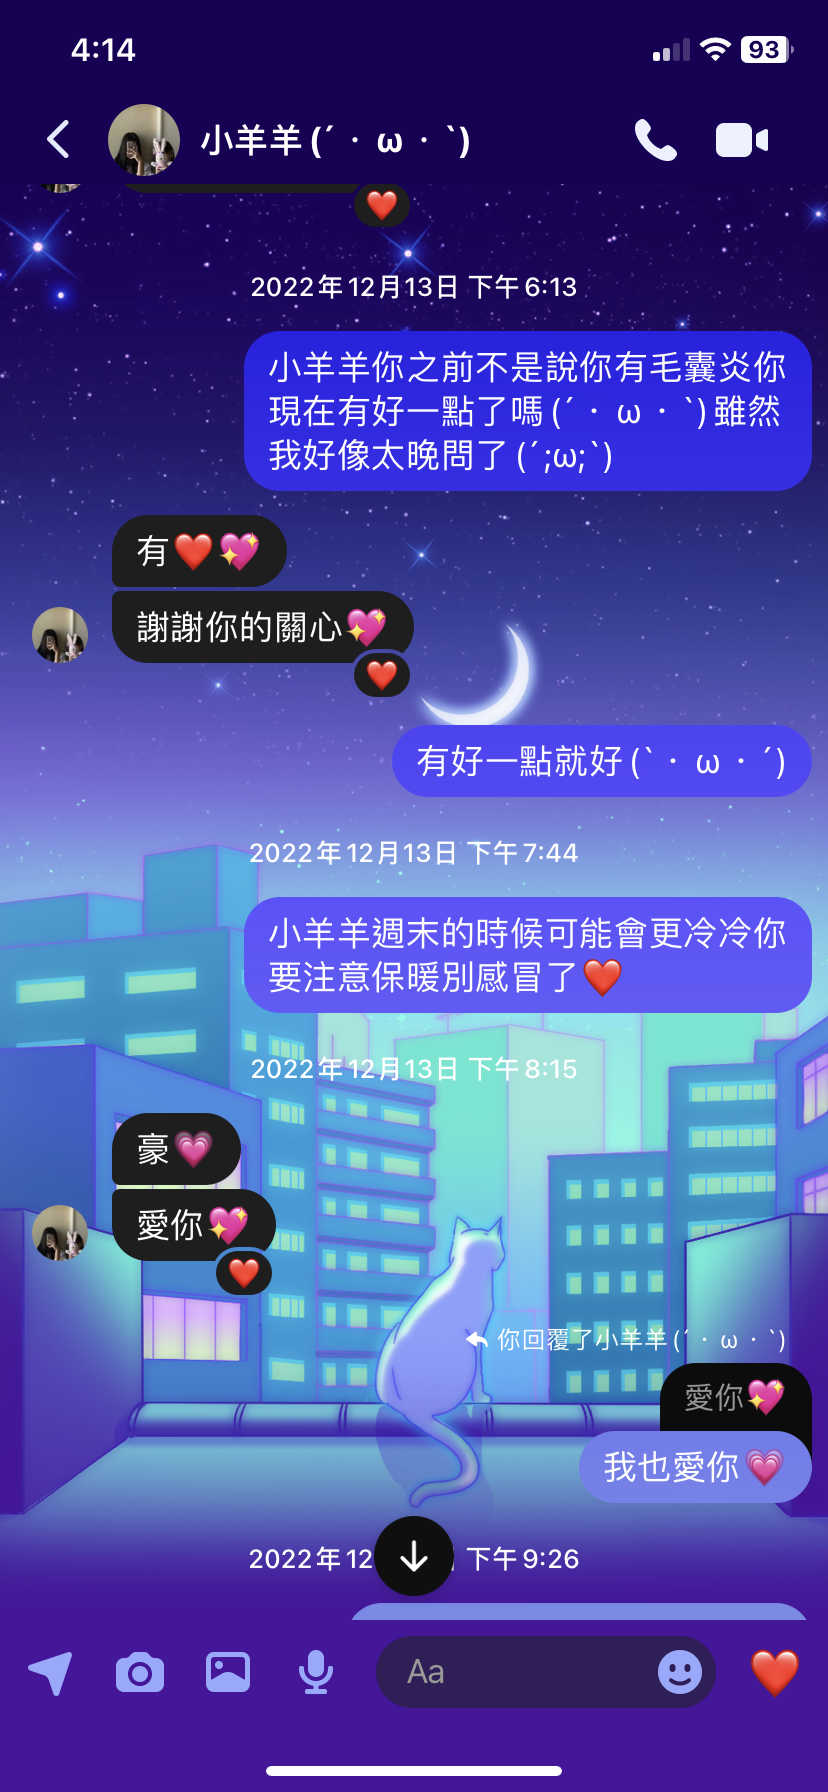 4:14
93
小羊羊(´・ω・`)
2022年12月13日 下午6:13
小羊羊你之前不是說你有毛囊炎你
現在有好一點了嗎(´・ω・`)雖然
我好像太晚問了(´;ω;`)
有❤️💖
謝謝你的關心💖
❤️
有好一點就好(`・ω・´)
2022年12月13日 下午7:44
小羊羊週末的時候可能會更冷冷你
要注意保暖別感冒了❤️
2022年12月13日 下午8:15
豪💗
愛你💖
❤️
你回覆了小羊羊(´・ω・`)
愛你💖
我也愛你💗
2022年12 下午9:26
Aa